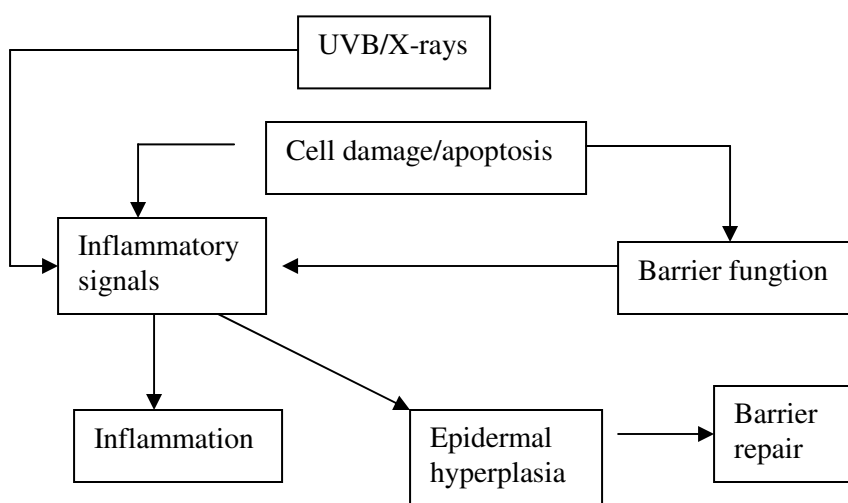 UVB/X-rays
Cell damage/apoptosis
Inflammatory
signals
Barrier fungtion
Inflammation
Epidermal
hyperplasia
Barrier
repair